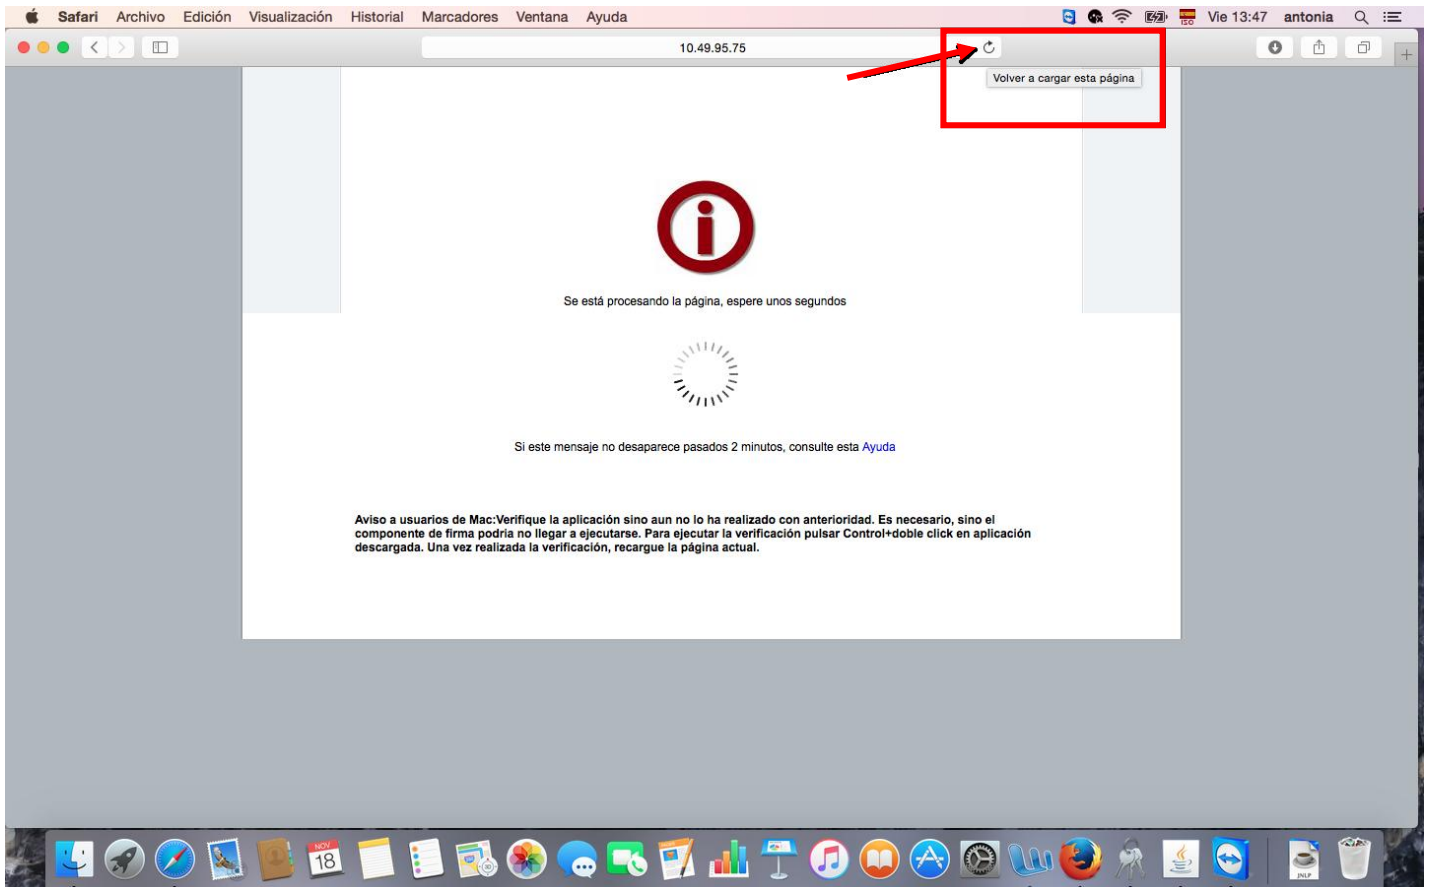 Safari Archivo Edición Visualización Historial Marcadores Ventana Ayuda ISO Vie 13:47 antonia
10.49.95.75
Volver a cargar esta página
Se está procesando la página, espere unos segundos
Si este mensaje no desaparece pasados 2 minutos, consulte esta Ayuda
Aviso a usuarios de Mac:Verifique la aplicación sino aun no lo ha realizado con anterioridad. Es necesario, sino el
componente de firma podria no llegar a ejecutarse. Para ejecutar la verificación pulsar Control+doble click en aplicación
descargada. Una vez realizada la verificación, recargue la página actual.
NOV
18
JNLP